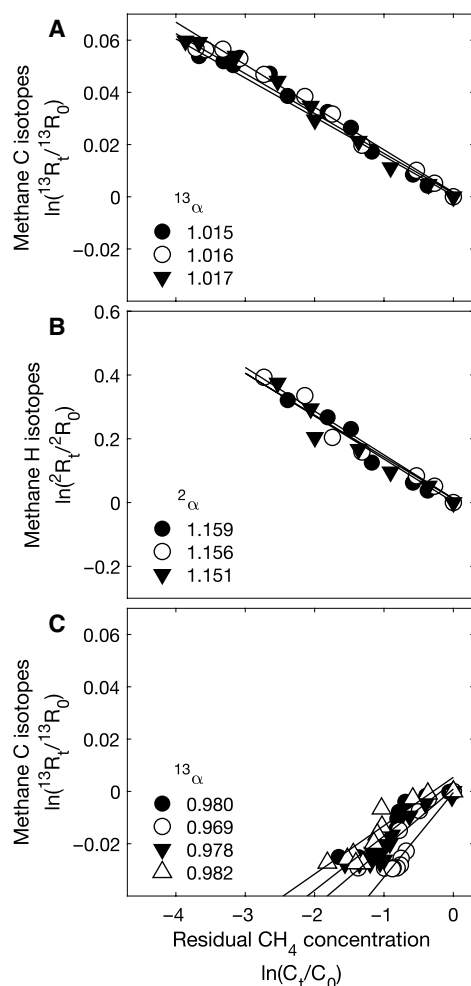 A
Methane C isotopes
ln(¹³Rₜ/¹³R₀)
0.06
0.04
0.02
0
−0.02
¹³α
1.015
1.016
1.017
B
Methane H isotopes
ln(²Rₜ/²R₀)
0.6
0.4
0.2
0
−0.2
²α
1.159
1.156
1.151
C
Methane C isotopes
ln(¹³Rₜ/¹³R₀)
0.06
0.04
0.02
0
−0.02
¹³α
0.980
0.969
0.978
0.982
−4 −3 −2 −1 0
Residual CH₄ concentration
ln(Cₜ/C₀)